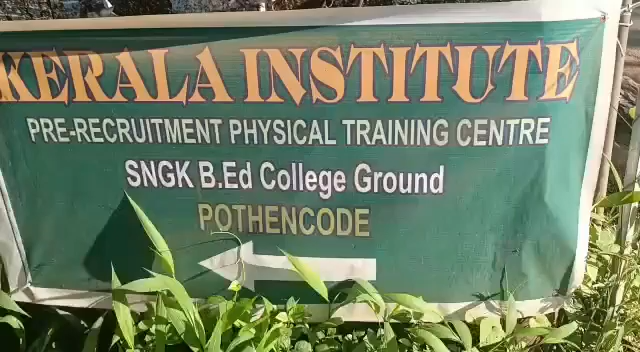 KERALA INSTITUTE
PRE-RECRUITMENT PHYSICAL TRAINING CENTRE
SNGK B.Ed College Ground
POTHENCODE